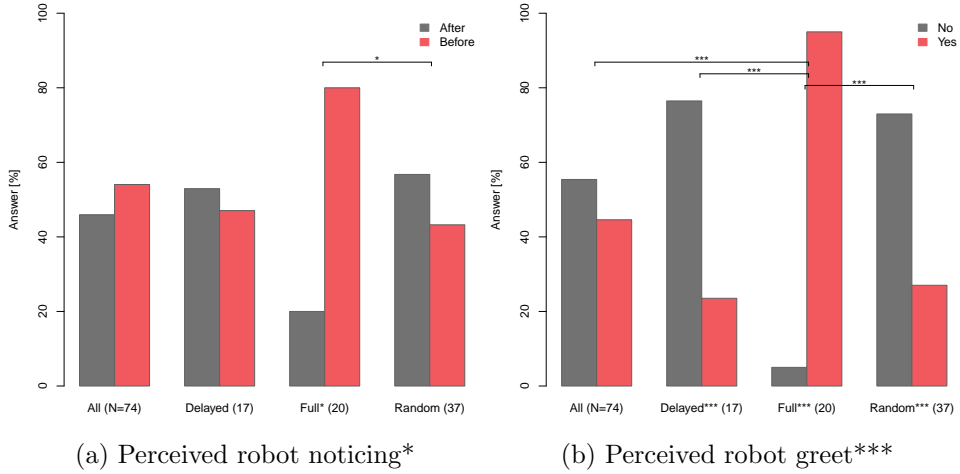 100
80
60
40
20
0
Answer [%]
After
Before
*
All (N=74)
Delayed (17)
Full* (20)
Random (37)
(a) Perceived robot noticing*
100
80
60
40
20
0
Answer [%]
No
Yes
***
***
***
All (N=74)
Delayed*** (17)
Full*** (20)
Random*** (37)
(b) Perceived robot greet***